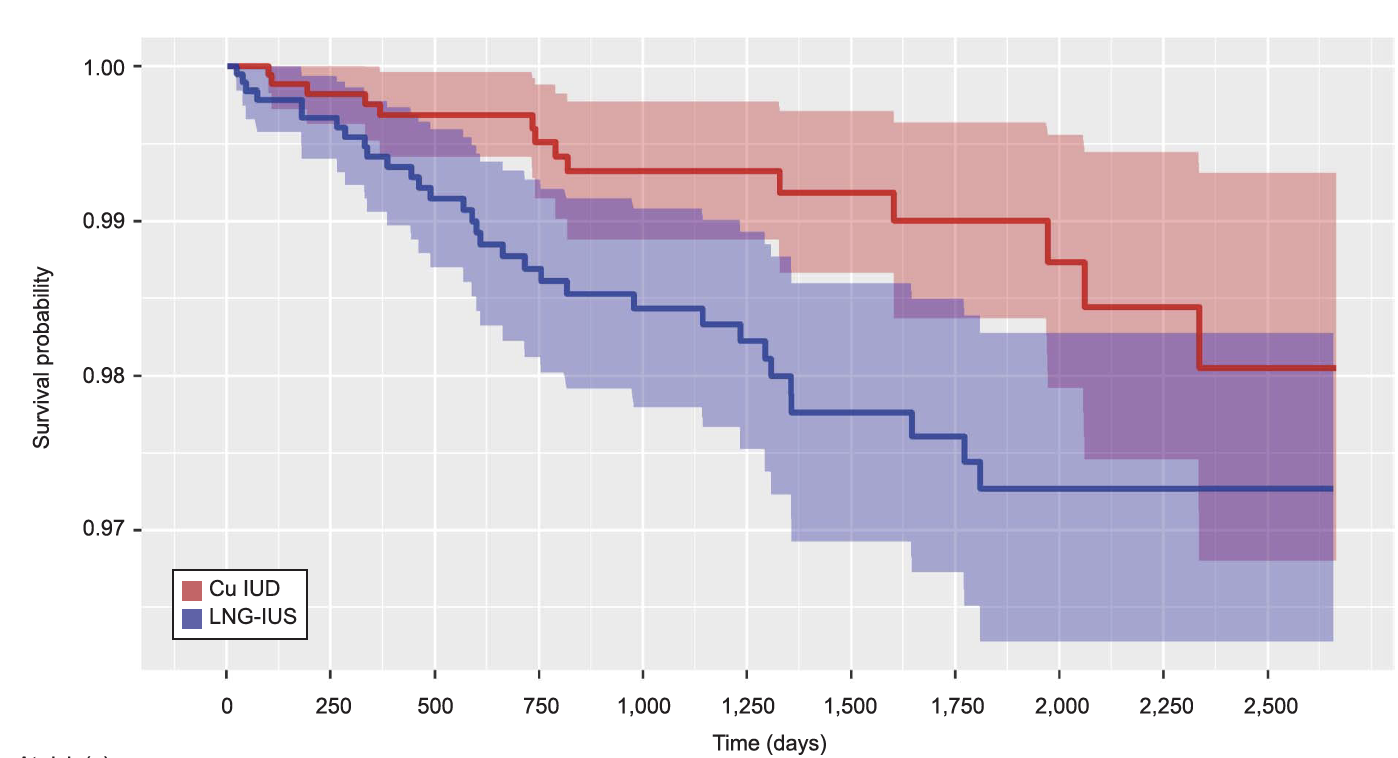 1.00
0.99
0.98
0.97
Survival probability
Cu IUD
LNG-IUS
0 250 500 750 1,000 1,250 1,500 1,750 2,000 2,250 2,500
Time (days)